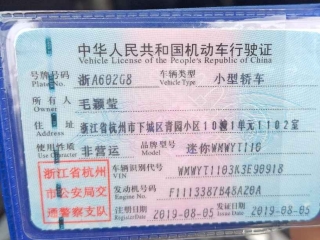 中华人民共和国机动车行驶证
Vehicle License of the People's Republic of China
号牌号码 Plate No. 浙A602G8 车辆类型 Vehicle Type 小型轿车
所有人 Owner 毛颖莹
住址 Address 浙江省杭州市下城区青园小区10幢1单元1102室
使用性质 Use Character 非营运 品牌型号 Model 迷你WMWYT11G
浙江省杭州
市公安局交
通警察支队
车辆识别代号 VIN WMWYT1103K3E90918
发动机号码 Engine No. F1113387B48A20A
注册日期 Register Date 2019-08-05 发证日期 Issue Date 2019-08-05